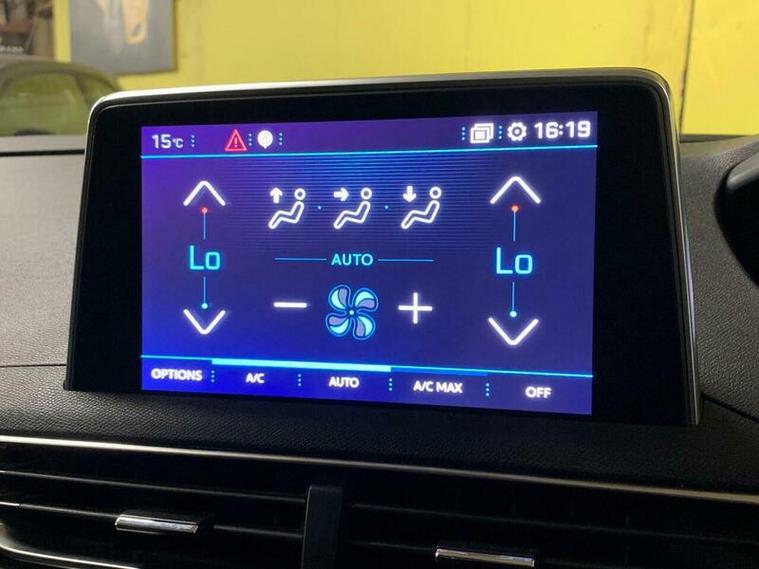 15°C 16:19
Lo Lo
AUTO
OPTIONS A/C AUTO A/C MAX OFF